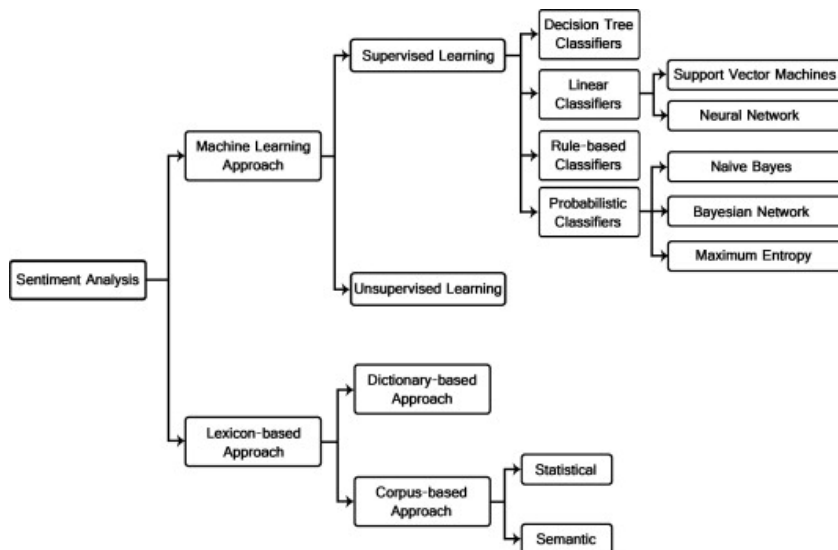 Decision Tree
Classifiers
Supervised Learning
Linear
Classifiers
Support Vector Machines
Neural Network
Machine Learning
Approach
Rule-based
Classifiers
Naive Bayes
Probabilistic
Classifiers
Bayesian Network
Maximum Entropy
Sentiment Analysis
Unsupervised Learning
Dictionary-based
Approach
Lexicon-based
Approach
Statistical
Corpus-based
Approach
Semantic